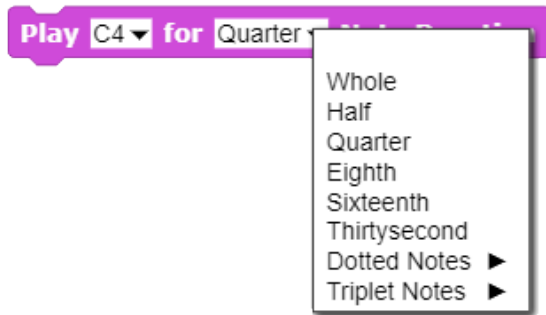 Play C4 for Quarter
Whole
Half
Quarter
Eighth
Sixteenth
Thirtysecond
Dotted Notes
Triplet Notes